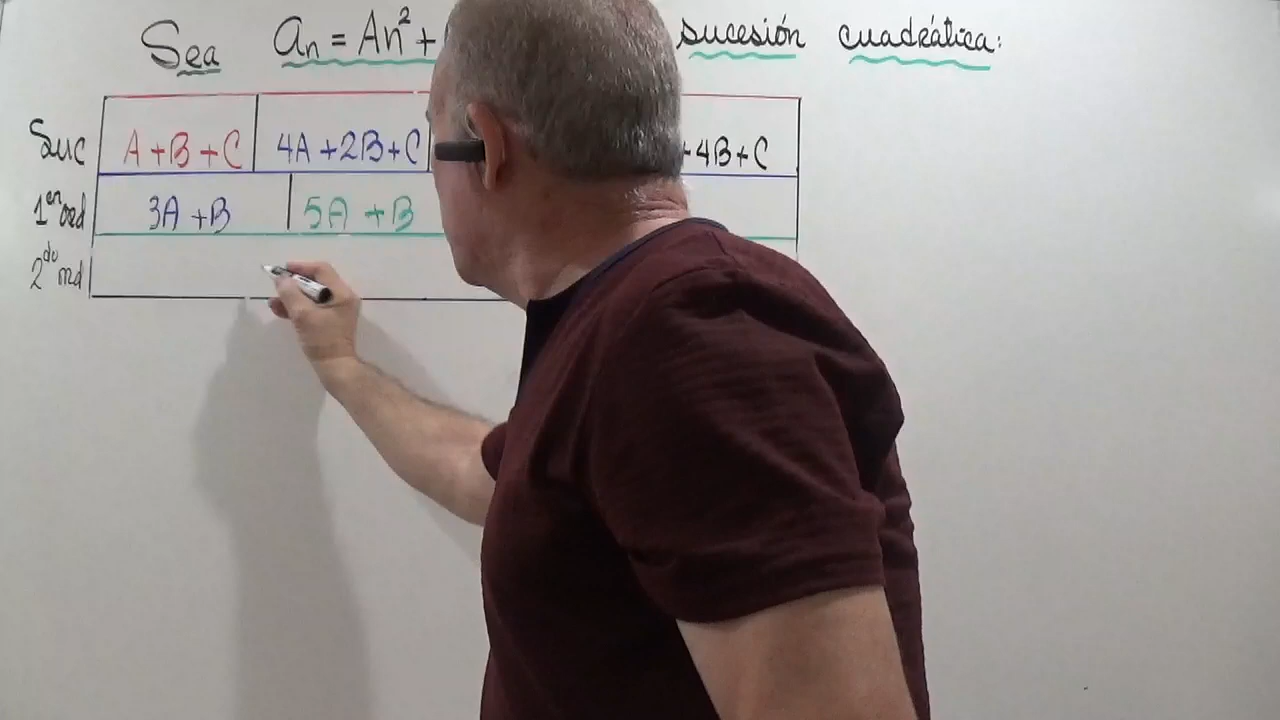 Sea an = An² + sucesión cuadrática:
Suc A+B+C 4A+2B+C +4B+C
1er ord 3A+B 5A+B
2do ord